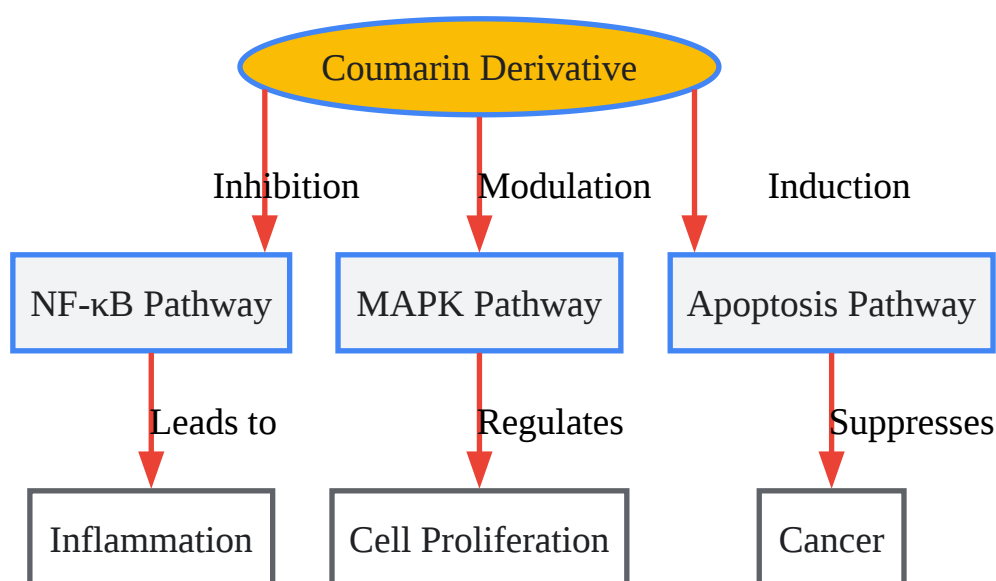 Coumarin Derivative
Inhibition Modulation Induction
NF-κB Pathway MAPK Pathway Apoptosis Pathway
Leads to Regulates Suppresses
Inflammation Cell Proliferation Cancer